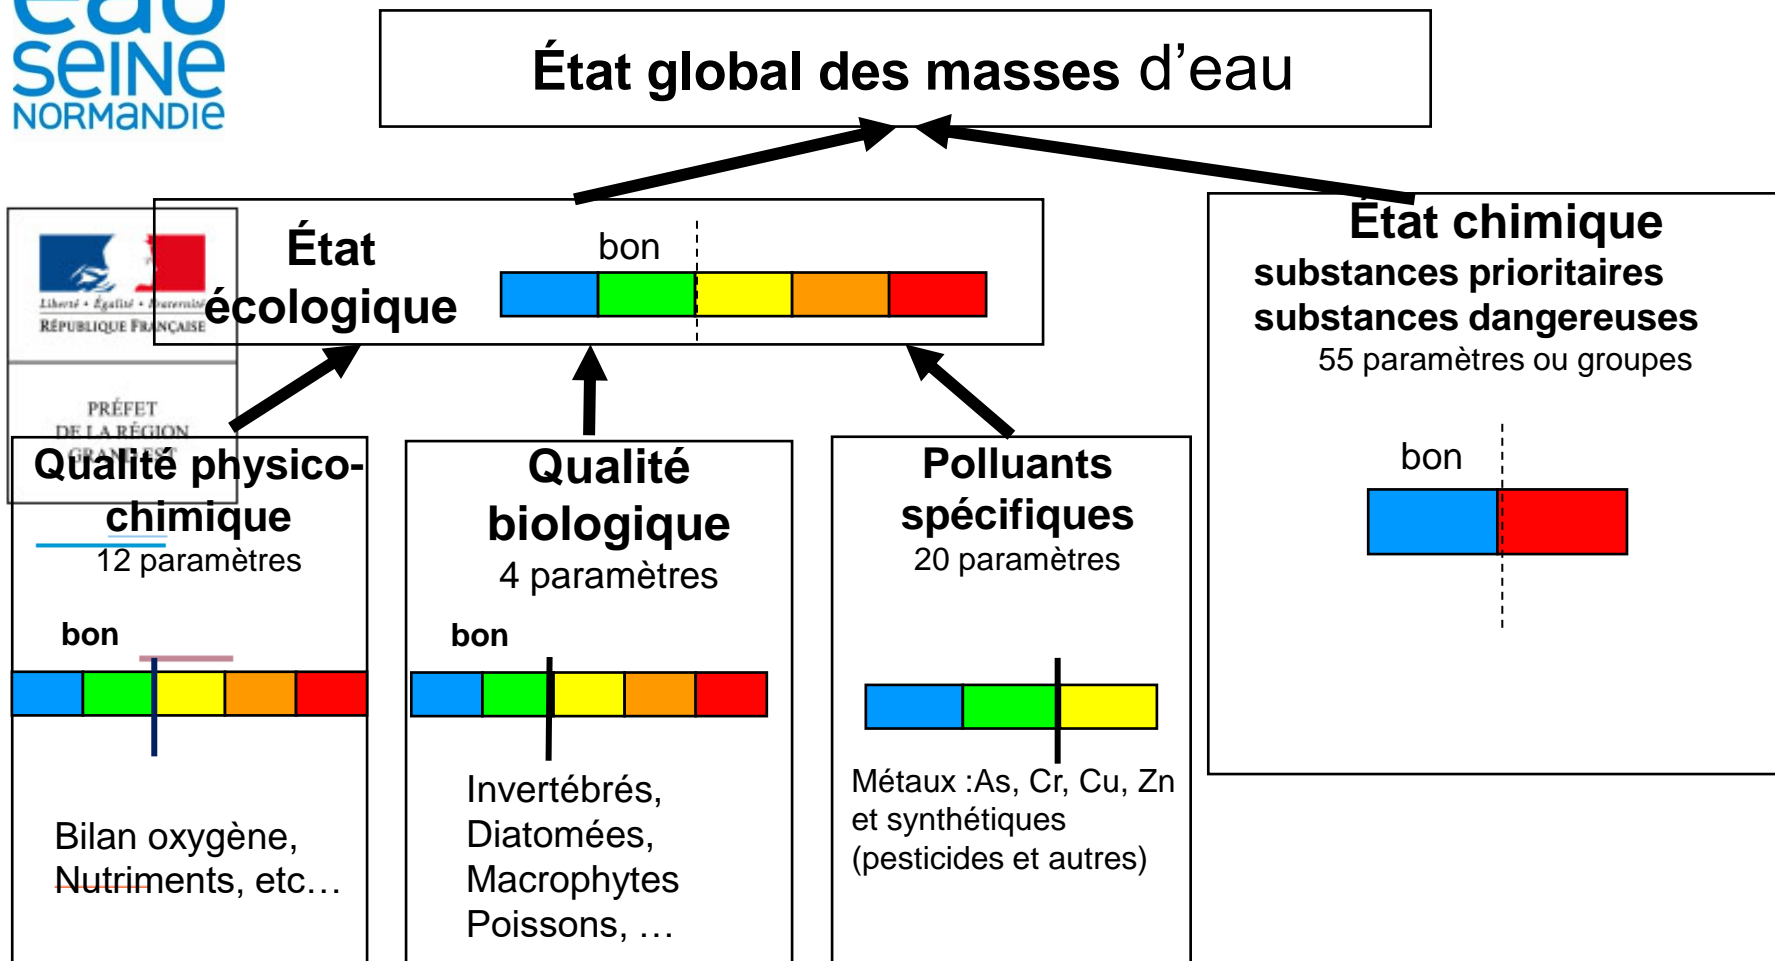 eau
SEINE
NORMANDIE
État global des masses d’eau
Liberté • Égalité • Fraternité
RÉPUBLIQUE FRANÇAISE
PRÉFET
DE LA RÉGION
GRAND EST
État
écologique
bon
État chimique
substances prioritaires
substances dangereuses
55 paramètres ou groupes
bon
Qualité physico-
chimique
12 paramètres
bon
Bilan oxygène,
Nutriments, etc…
Qualité
biologique
4 paramètres
bon
Invertébrés,
Diatomées,
Macrophytes
Poissons, …
Polluants
spécifiques
20 paramètres
Métaux :As, Cr, Cu, Zn
et synthétiques
(pesticides et autres)